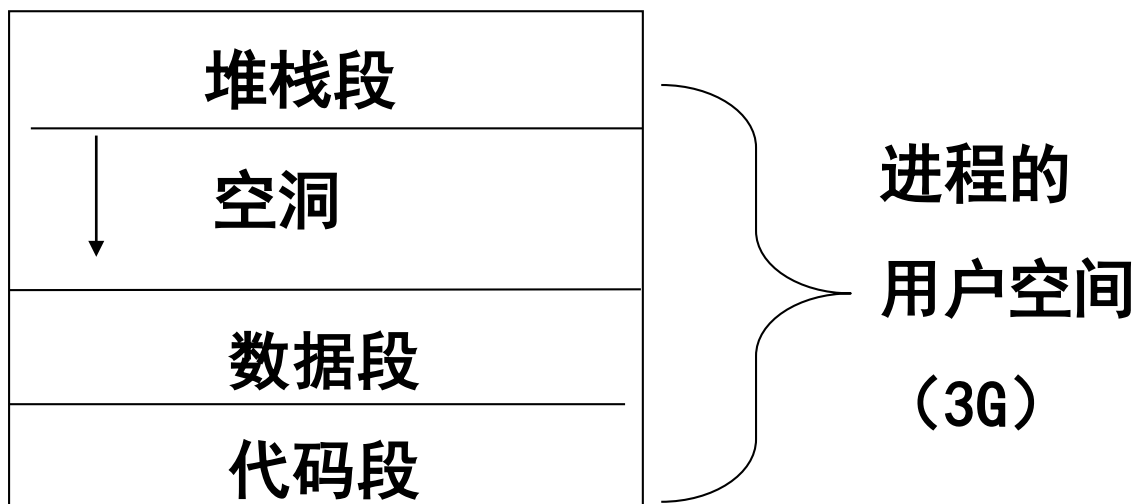 堆栈段
空洞
数据段
代码段
进程的
用户空间
（3G）